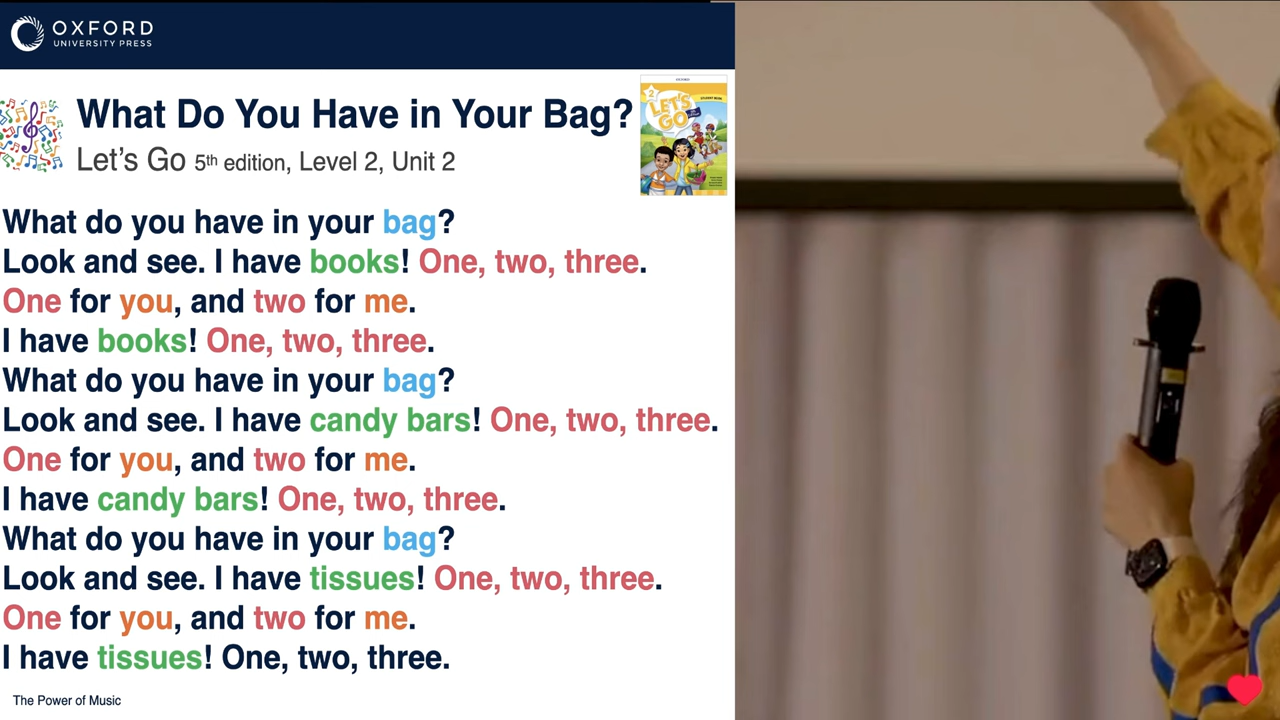 OXFORD
UNIVERSITY PRESS
What Do You Have in Your Bag?
Let's Go 5th edition, Level 2, Unit 2
2
LET'S
GO
What do you have in your bag?
Look and see. I have books! One, two, three.
One for you, and two for me.
I have books! One, two, three.
What do you have in your bag?
Look and see. I have candy bars! One, two, three.
One for you, and two for me.
I have candy bars! One, two, three.
What do you have in your bag?
Look and see. I have tissues! One, two, three.
One for you, and two for me.
I have tissues! One, two, three.
The Power of Music